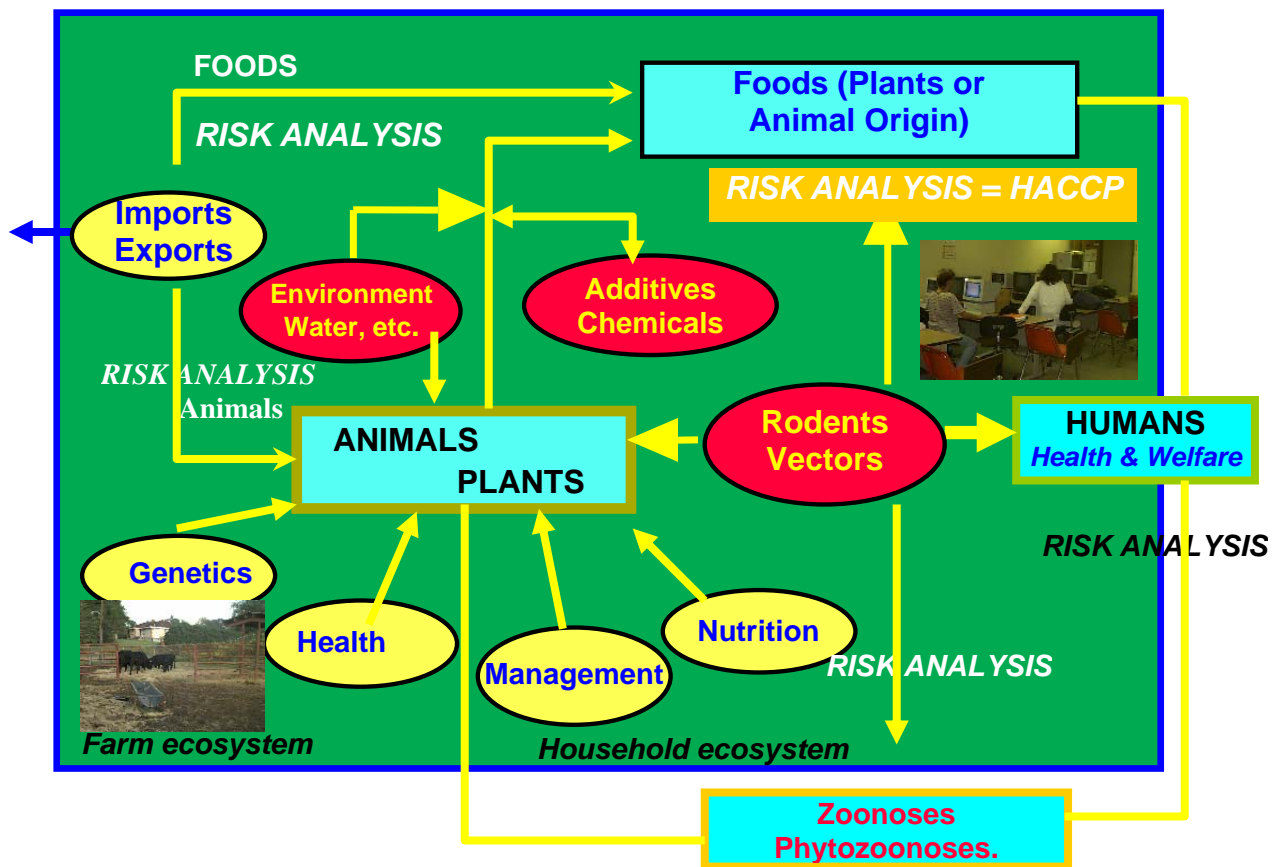 FOODS
Foods (Plants or
Animal Origin)
RISK ANALYSIS
RISK ANALYSIS = HACCP
Imports
Exports
Environment
Water, etc.
Additives
Chemicals
RISK ANALYSIS
Animals
ANIMALS
PLANTS
Rodents
Vectors
HUMANS
Health & Welfare
RISK ANALYSIS
Genetics
Health
Management
Nutrition
RISK ANALYSIS
Farm ecosystem
Household ecosystem
Zoonoses
Phytozoonoses.